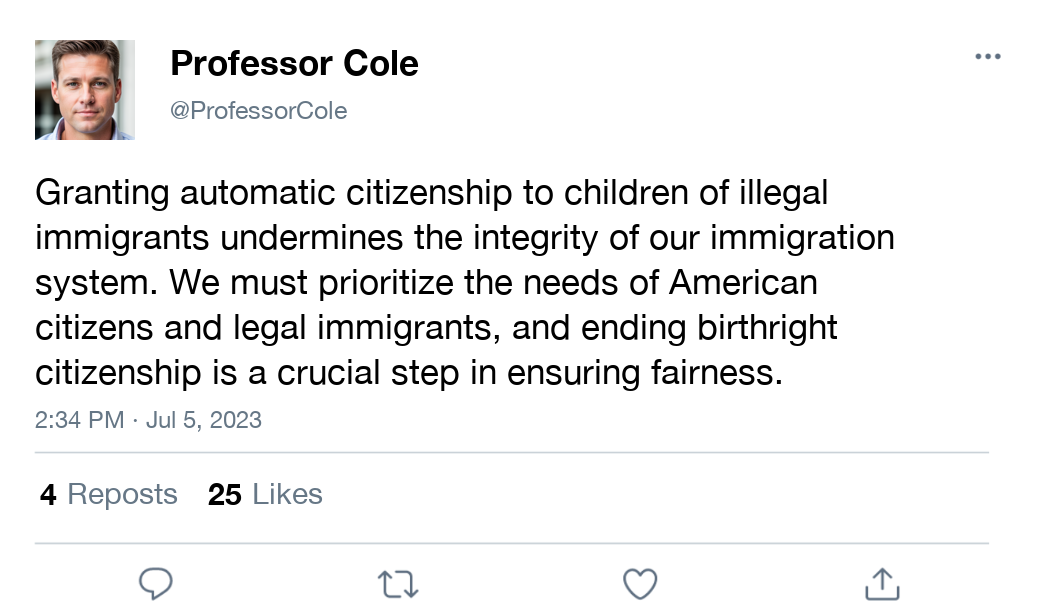 Professor Cole
@ProfessorCole
Granting automatic citizenship to children of illegal
immigrants undermines the integrity of our immigration
system. We must prioritize the needs of American
citizens and legal immigrants, and ending birthright
citizenship is a crucial step in ensuring fairness.
2:34 PM · Jul 5, 2023
4 Reposts 25 Likes